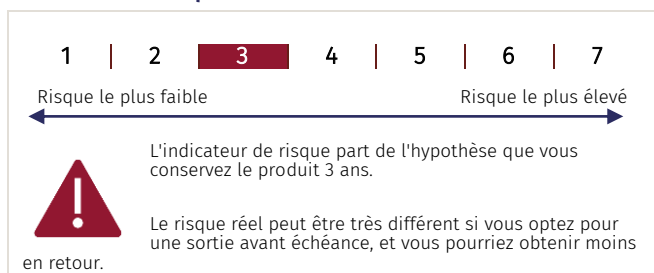 1 | 2 | 3 | 4 | 5 | 6 | 7
Risque le plus faible Risque le plus élevé
L'indicateur de risque part de l'hypothèse que vous
conservez le produit 3 ans.
Le risque réel peut être très différent si vous optez pour
une sortie avant échéance, et vous pourriez obtenir moins
en retour.